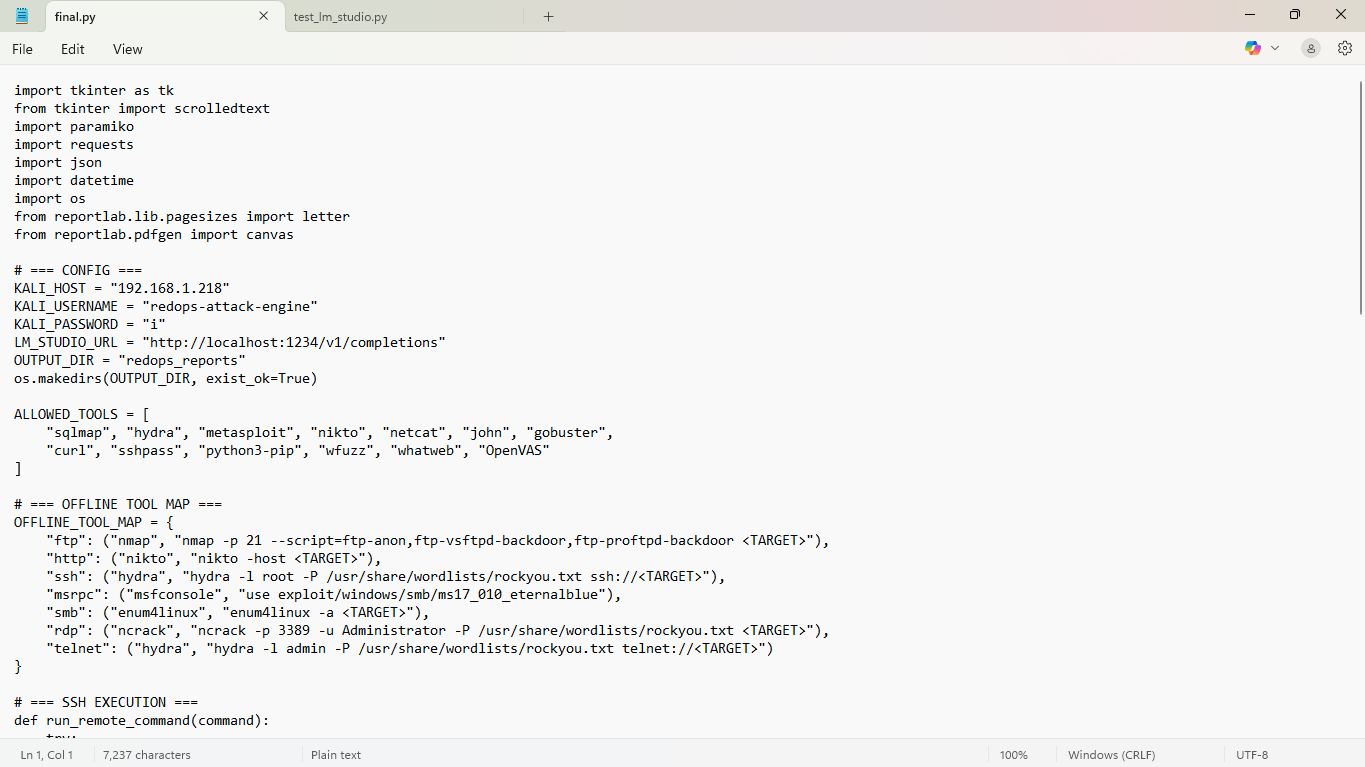 final.py
test_lm_studio.py
File Edit View
import tkinter as tk
from tkinter import scrolledtext
import paramiko
import requests
import json
import datetime
import os
from reportlab.lib.pagesizes import letter
from reportlab.pdfgen import canvas
# === CONFIG ===
KALI_HOST = "192.168.1.218"
KALI_USERNAME = "redops-attack-engine"
KALI_PASSWORD = "i"
LM_STUDIO_URL = "http://localhost:1234/v1/completions"
OUTPUT_DIR = "redops_reports"
os.makedirs(OUTPUT_DIR, exist_ok=True)
ALLOWED_TOOLS = [
    "sqlmap", "hydra", "metasploit", "nikto", "netcat", "john", "gobuster",
    "curl", "sshpass", "python3-pip", "wfuzz", "whatweb", "OpenVAS"
]
# === OFFLINE TOOL MAP ===
OFFLINE_TOOL_MAP = {
    "ftp": ("nmap", "nmap -p 21 --script=ftp-anon,ftp-vsftpd-backdoor,ftp-proftpd-backdoor <TARGET>"),
    "http": ("nikto", "nikto -host <TARGET>"),
    "ssh": ("hydra", "hydra -l root -P /usr/share/wordlists/rockyou.txt ssh://<TARGET>"),
    "msrpc": ("msfconsole", "use exploit/windows/smb/ms17_010_eternalblue"),
    "smb": ("enum4linux", "enum4linux -a <TARGET>"),
    "rdp": ("ncrack", "ncrack -p 3389 -u Administrator -P /usr/share/wordlists/rockyou.txt <TARGET>"),
    "telnet": ("hydra", "hydra -l admin -P /usr/share/wordlists/rockyou.txt telnet://<TARGET>")
}
# === SSH EXECUTION ===
def run_remote_command(command):
    try:
Ln 1, Col 1
7,237 characters
Plain text
100%
Windows (CRLF)
UTF-8